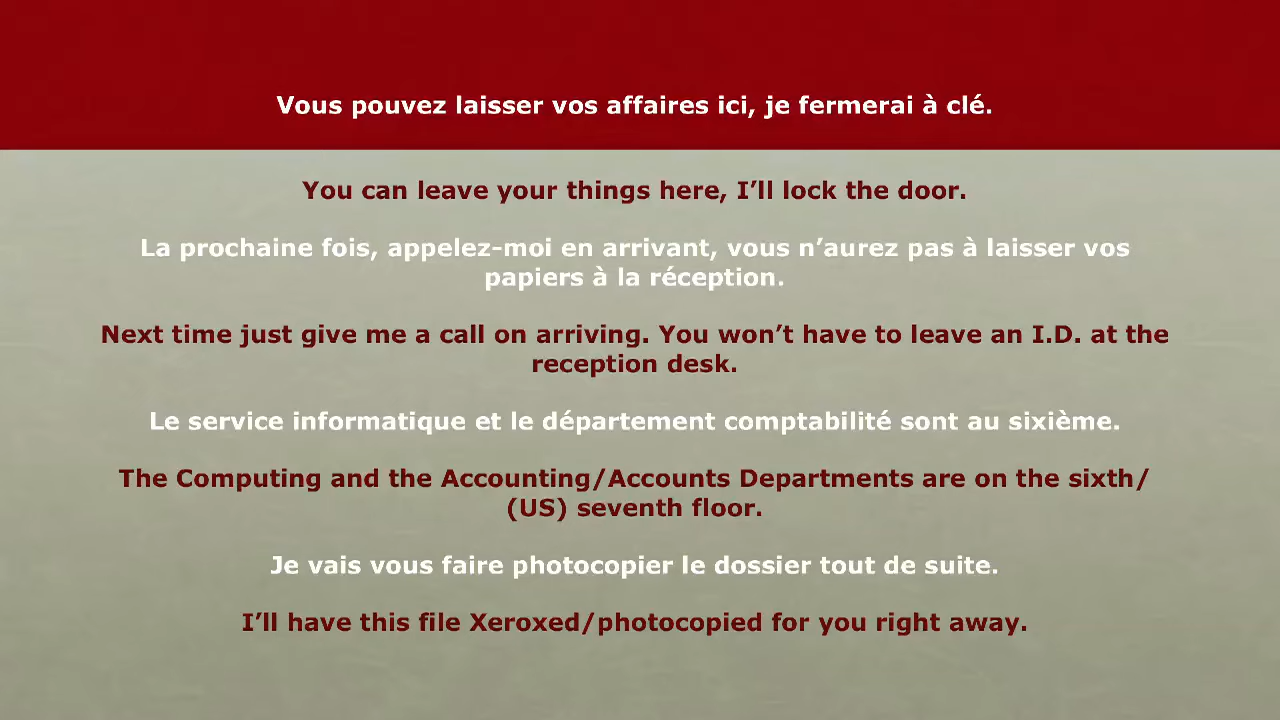 Vous pouvez laisser vos affaires ici, je fermerai à clé.
You can leave your things here, I’ll lock the door.
La prochaine fois, appelez-moi en arrivant, vous n’aurez pas à laisser vos
papiers à la réception.
Next time just give me a call on arriving. You won’t have to leave an I.D. at the
reception desk.
Le service informatique et le département comptabilité sont au sixième.
The Computing and the Accounting/Accounts Departments are on the sixth/
(US) seventh floor.
Je vais vous faire photocopier le dossier tout de suite.
I’ll have this file Xeroxed/photocopied for you right away.